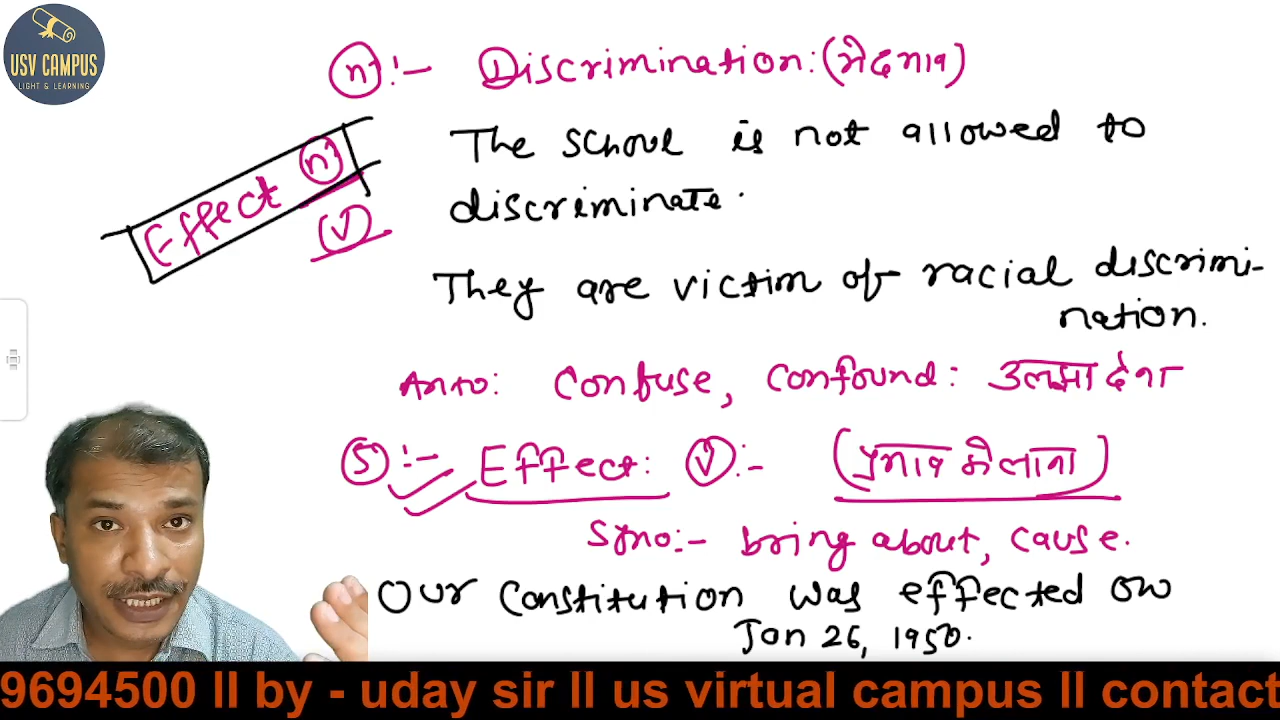 USV CAMPUS
LIGHT & LEARNING
n :- Discrimination: (भेदभाव)
The school is not allowed to
discriminate.
Effect n
(v)
They are victim of racial discrimi-
nation.
Anto: Confuse, Confound: उलझा देना
5 :- Effect: v :- (प्रभाव में लाना)
Syno:- bring about, cause.
Our Constitution was effected on
Jan 26, 1950.
9694500 ll by - uday sir ll us virtual campus ll contact